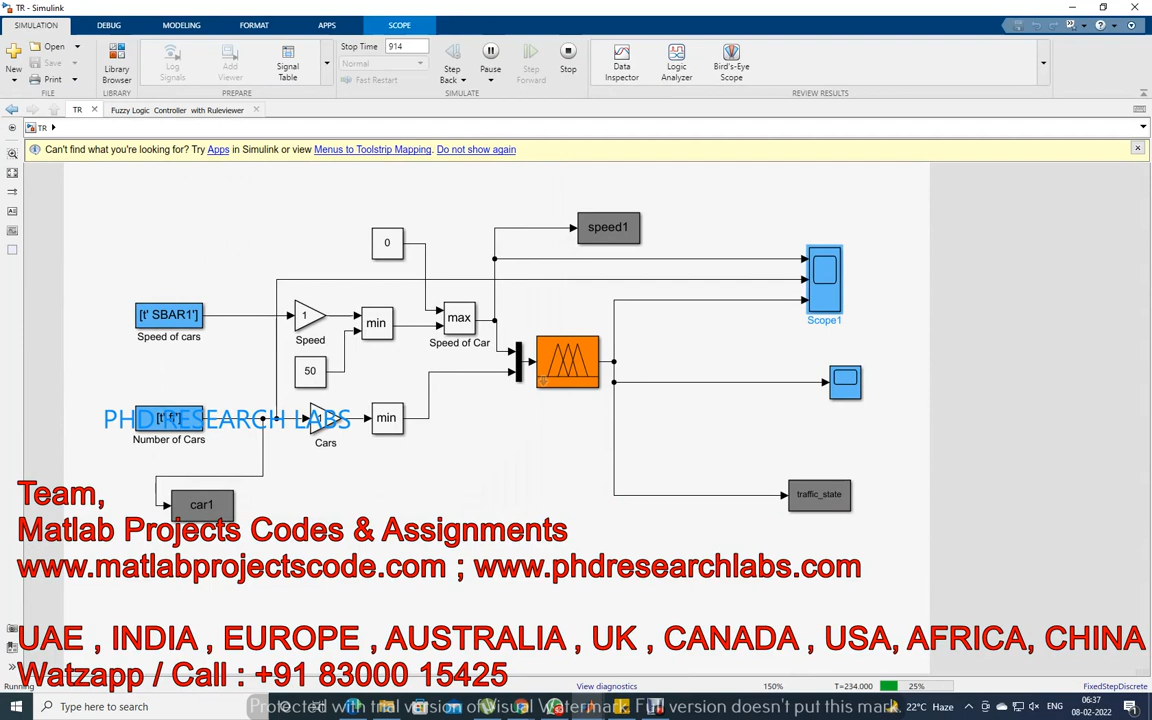 TR - Simulink
SIMULATION DEBUG MODELING FORMAT APPS SCOPE
New
Open
Save
Print
FILE
Library Browser
LIBRARY
Log Signals
Add Viewer
Signal Table
PREPARE
Stop Time 914
Normal
Fast Restart
Step Back
Pause
Step Forward
Stop
SIMULATE
Data Inspector
Logic Analyzer
Bird's-Eye Scope
REVIEW RESULTS
TR
Fuzzy Logic Controller with Ruleviewer
TR
Can't find what you're looking for? Try Apps in Simulink or view Menus to Toolstrip Mapping. Do not show again
speed1
0
[t' SBAR1']
Speed of cars
1
Speed
min
max
Speed of Car
50
Scope1
[t' f']
Number of Cars
PHD RESEARCH LABS
Cars
min
car1
traffic_state
Team,
Matlab Projects Codes & Assignments
www.matlabprojectscode.com ; www.phdresearchlabs.com
UAE , INDIA , EUROPE , AUSTRALIA , UK , CANADA , USA, AFRICA, CHINA
Watzapp / Call : +91 83000 15425
Running
View diagnostics
150%
T=234.000
25%
FixedStepDiscrete
Type here to search
Protected with trial version of Visual Watermark. Full version doesn't put this mark.
22°C Haze
06:37
08-02-2022